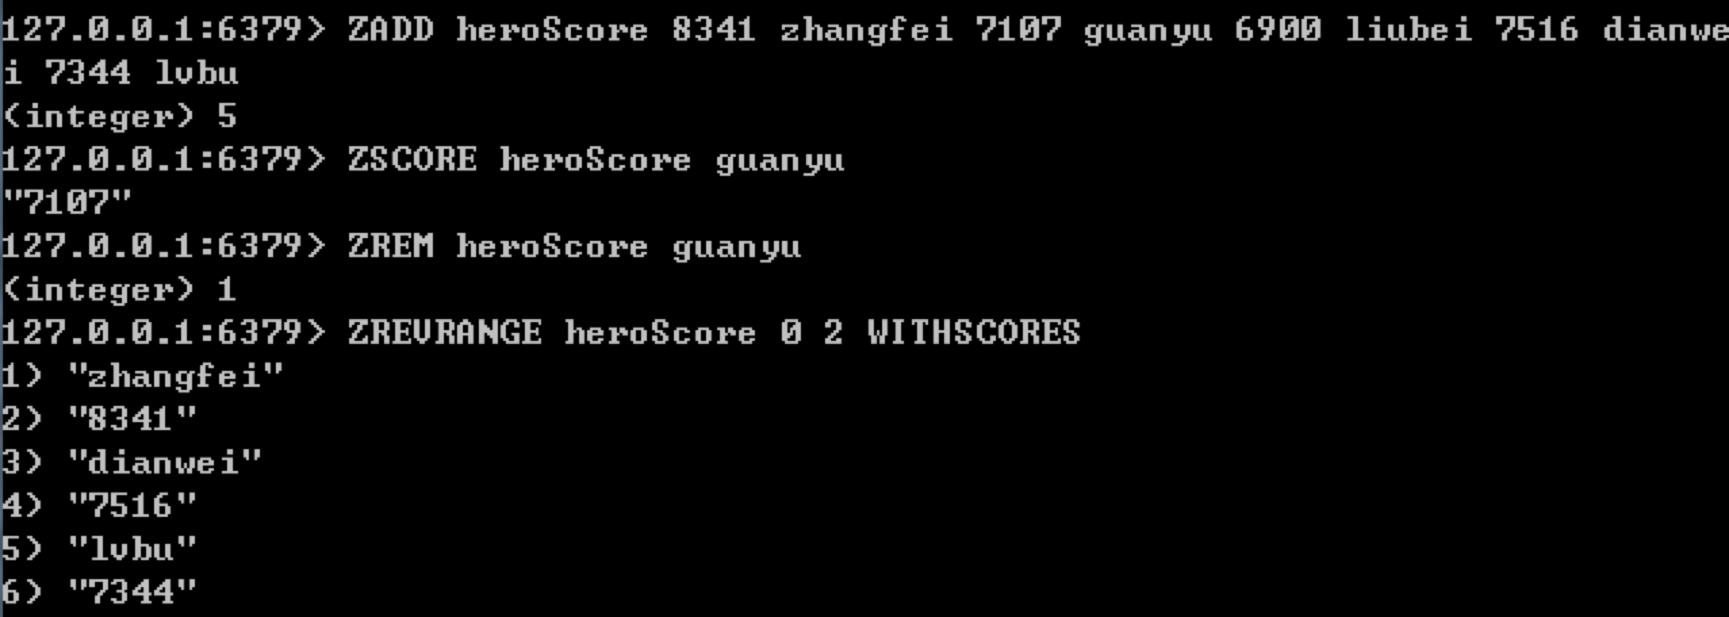 127.0.0.1:6379> ZADD heroScore 8341 zhangfei 7107 guanyu 6900 liubei 7516 dianwe
i 7344 lvbu
(integer) 5
127.0.0.1:6379> ZSCORE heroScore guanyu
"7107"
127.0.0.1:6379> ZREM heroScore guanyu
(integer) 1
127.0.0.1:6379> ZREVRANGE heroScore 0 2 WITHSCORES
1) "zhangfei"
2) "8341"
3) "dianwei"
4) "7516"
5) "lvbu"
6) "7344"